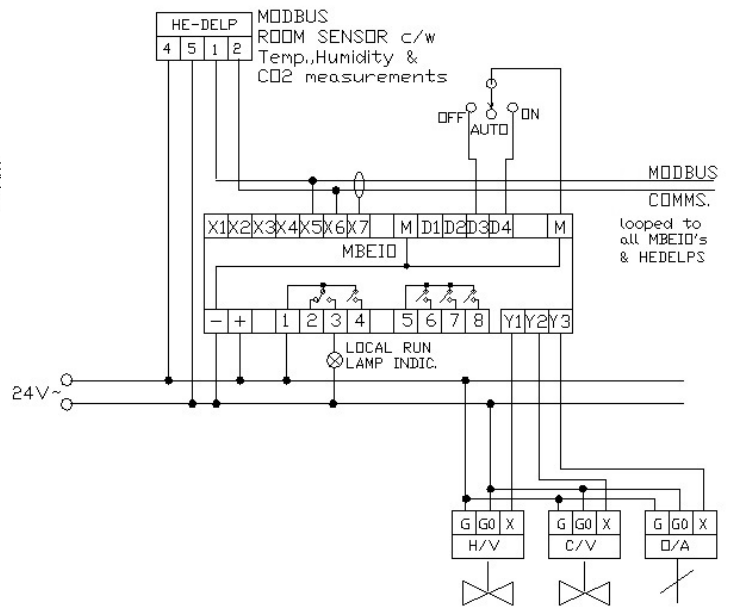 HE-DELP
4 5 1 2
MODBUS
ROOM SENSOR c/w
Temp.,Humidity &
CO2 measurements
OFF
AUTO
ON
MODBUS
COMMS.
looped to
all MBEIO's
& HEDELPS
X1 X2 X3 X4 X5 X6 X7 M D1 D2 D3 D4 M
MBEIO
- + 1 2 3 4 5 6 7 8 Y1 Y2 Y3
LOCAL RUN
LAMP INDIC.
24V~
G G0 X G G0 X G G0 X
H/V C/V O/A